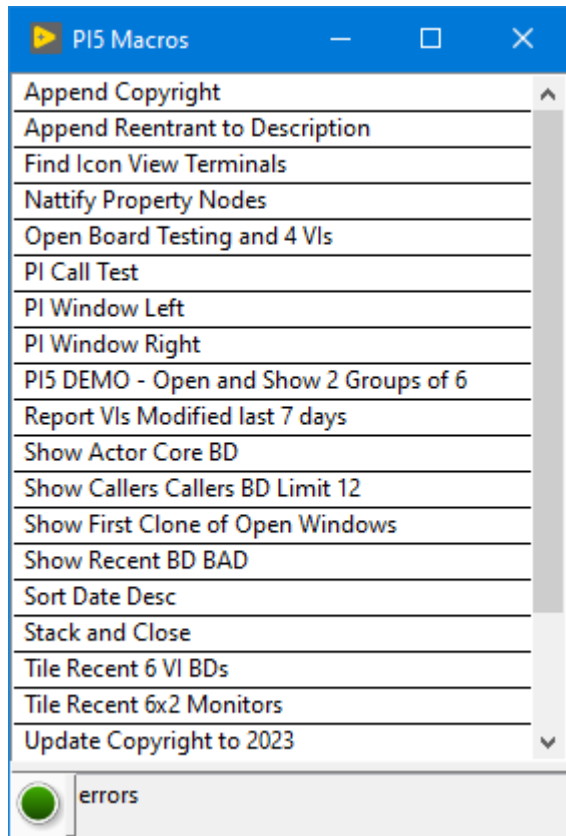 PI5 Macros
Append Copyright
Append Reentrant to Description
Find Icon View Terminals
Nattify Property Nodes
Open Board Testing and 4 VIs
PI Call Test
PI Window Left
PI Window Right
PI5 DEMO - Open and Show 2 Groups of 6
Report VIs Modified last 7 days
Show Actor Core BD
Show Callers Callers BD Limit 12
Show First Clone of Open Windows
Show Recent BD BAD
Sort Date Desc
Stack and Close
Tile Recent 6 VI BDs
Tile Recent 6x2 Monitors
Update Copyright to 2023
errors